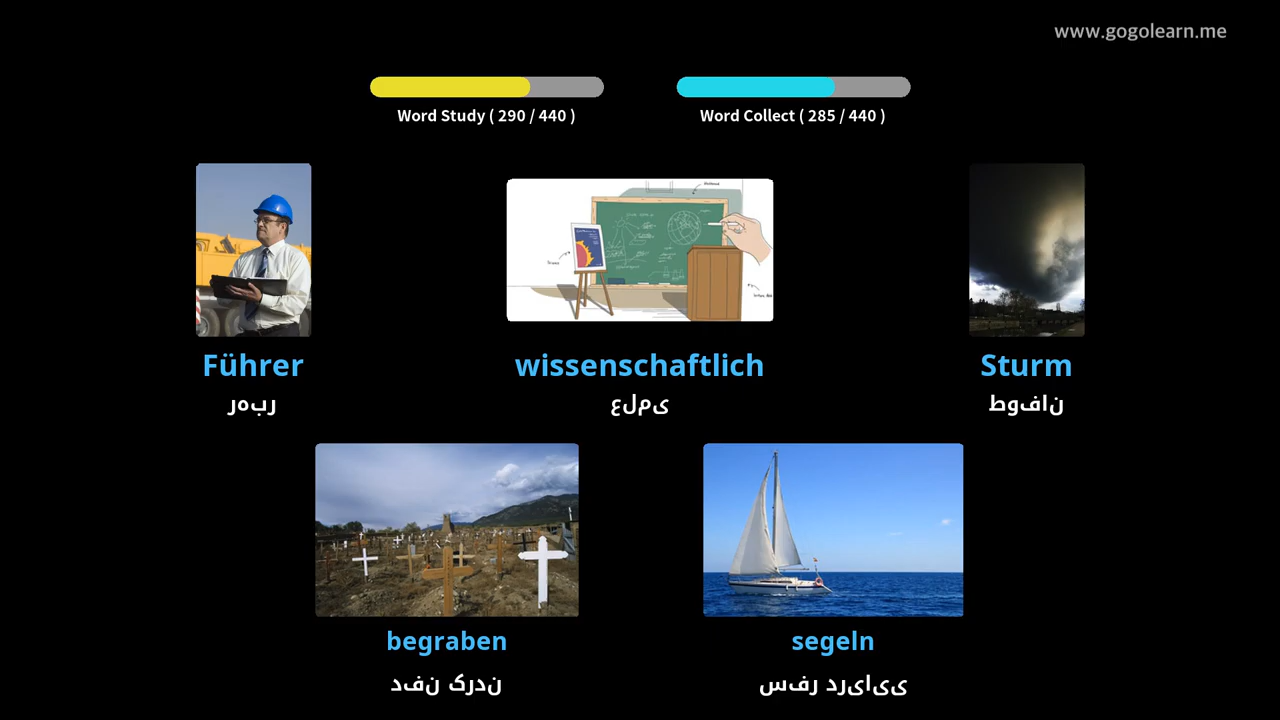 www.gogolearn.me
Word Study ( 290 / 440 )
Word Collect ( 285 / 440 )
Führer
رهبر
wissenschaftlich
علمی
Sturm
طوفان
begraben
دفن کردن
segeln
سفر دریایی